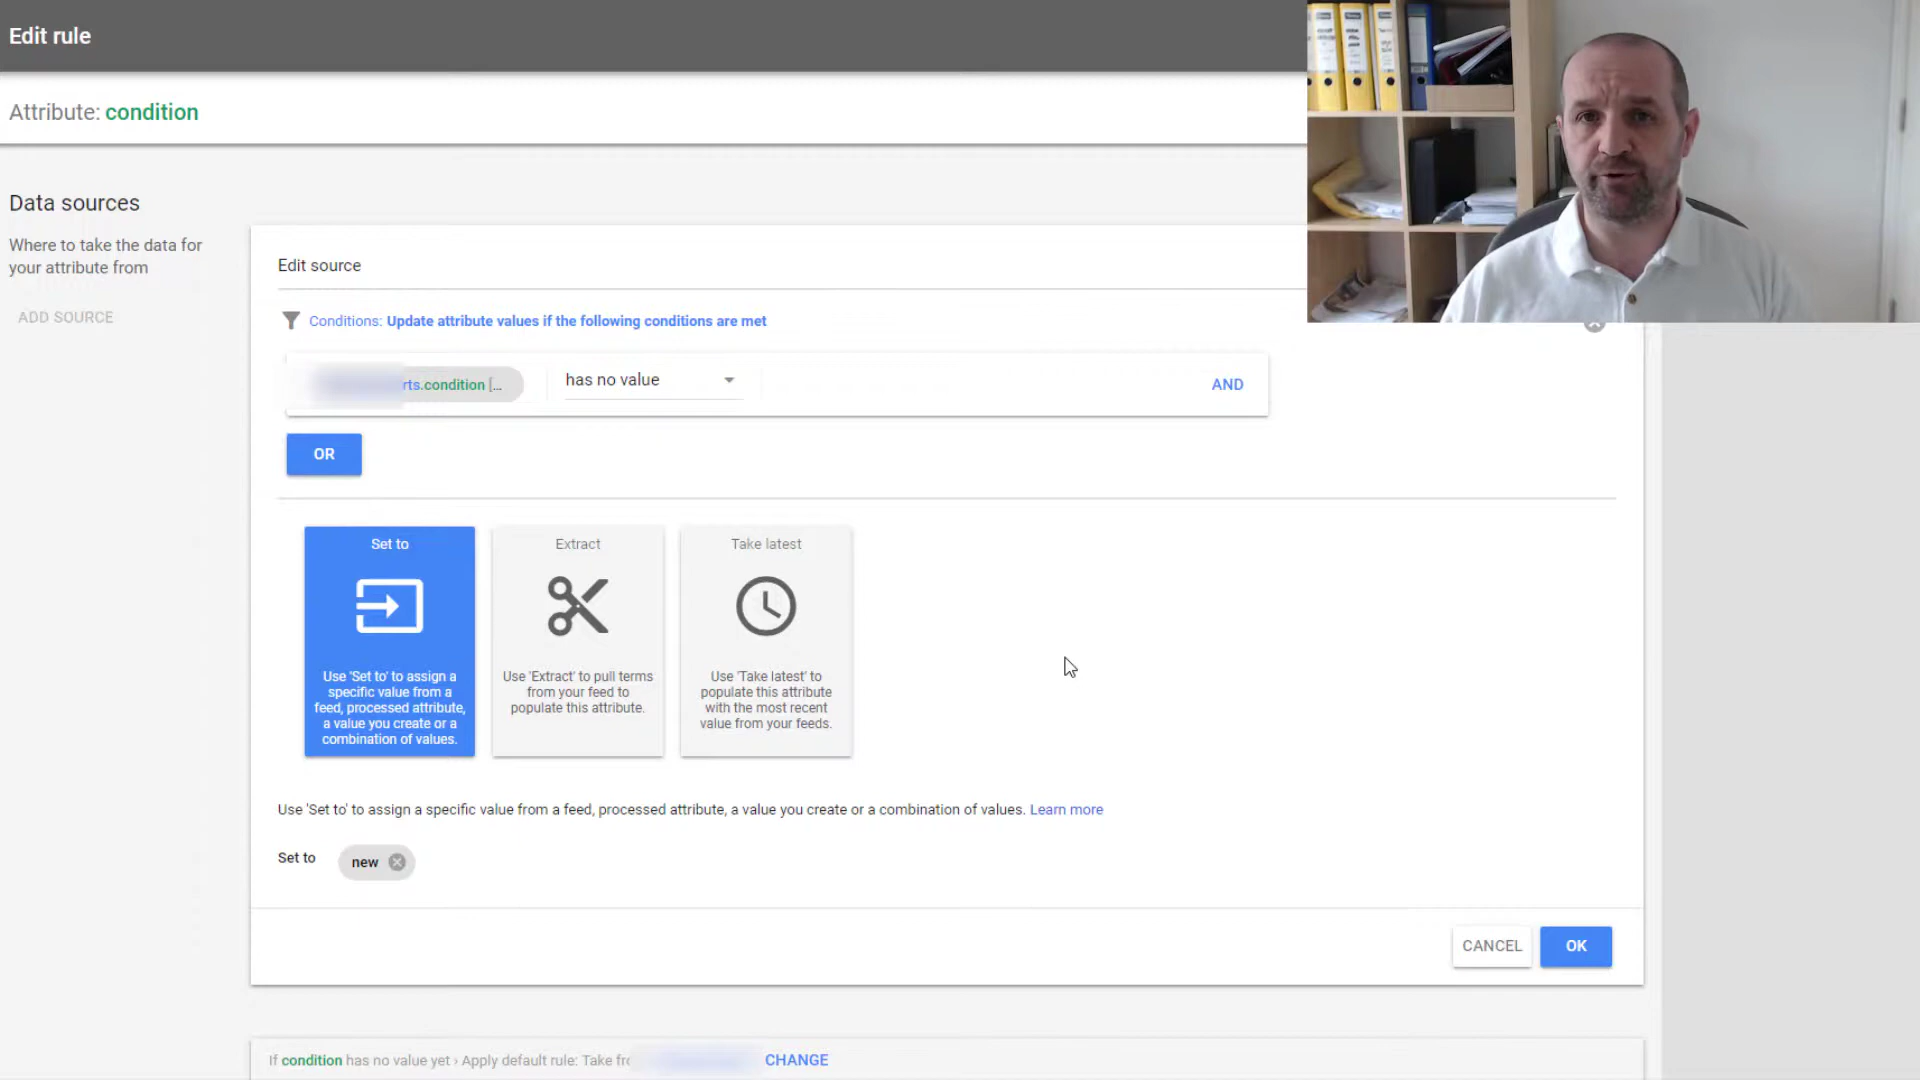 Edit rule
Attribute: condition
Data sources
Where to take the data for
your attribute from
ADD SOURCE
Edit source
Conditions: Update attribute values if the following conditions are met
rts.condition [...
has no value
AND
OR
Set to
Use 'Set to' to assign a
specific value from a
feed, processed attribute,
a value you create or a
combination of values.
Extract
Use 'Extract' to pull terms
from your feed to
populate this attribute.
Take latest
Use 'Take latest' to
populate this attribute
with the most recent
value from your feeds.
Use 'Set to' to assign a specific value from a feed, processed attribute, a value you create or a combination of values. Learn more
Set to
new
CANCEL
OK
If condition has no value yet › Apply default rule: Take
CHANGE